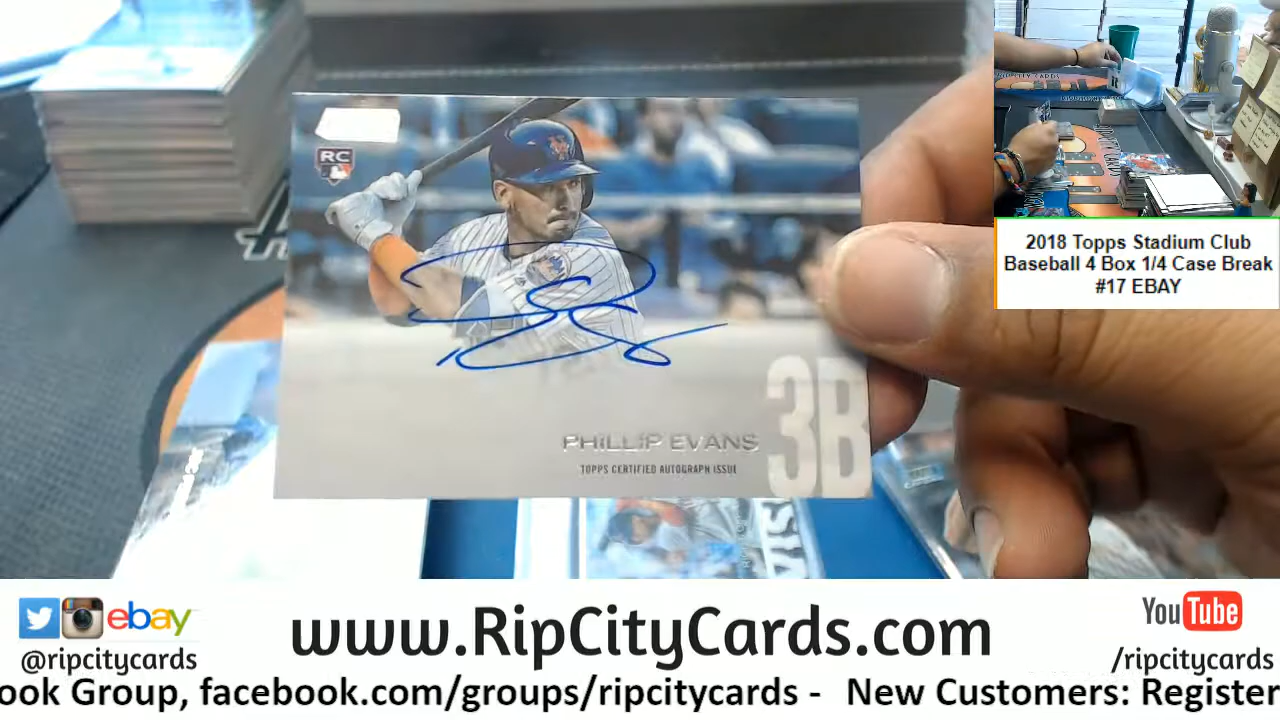 RC
PHILLIP EVANS
TOPPS CERTIFIED AUTOGRAPH ISSUE
3B
2018 Topps Stadium Club
Baseball 4 Box 1/4 Case Break
#17 EBAY
ebay
@ripcitycards
www.RipCityCards.com
YouTube
/ripcitycards
ook Group, facebook.com/groups/ripcitycards - New Customers: Register